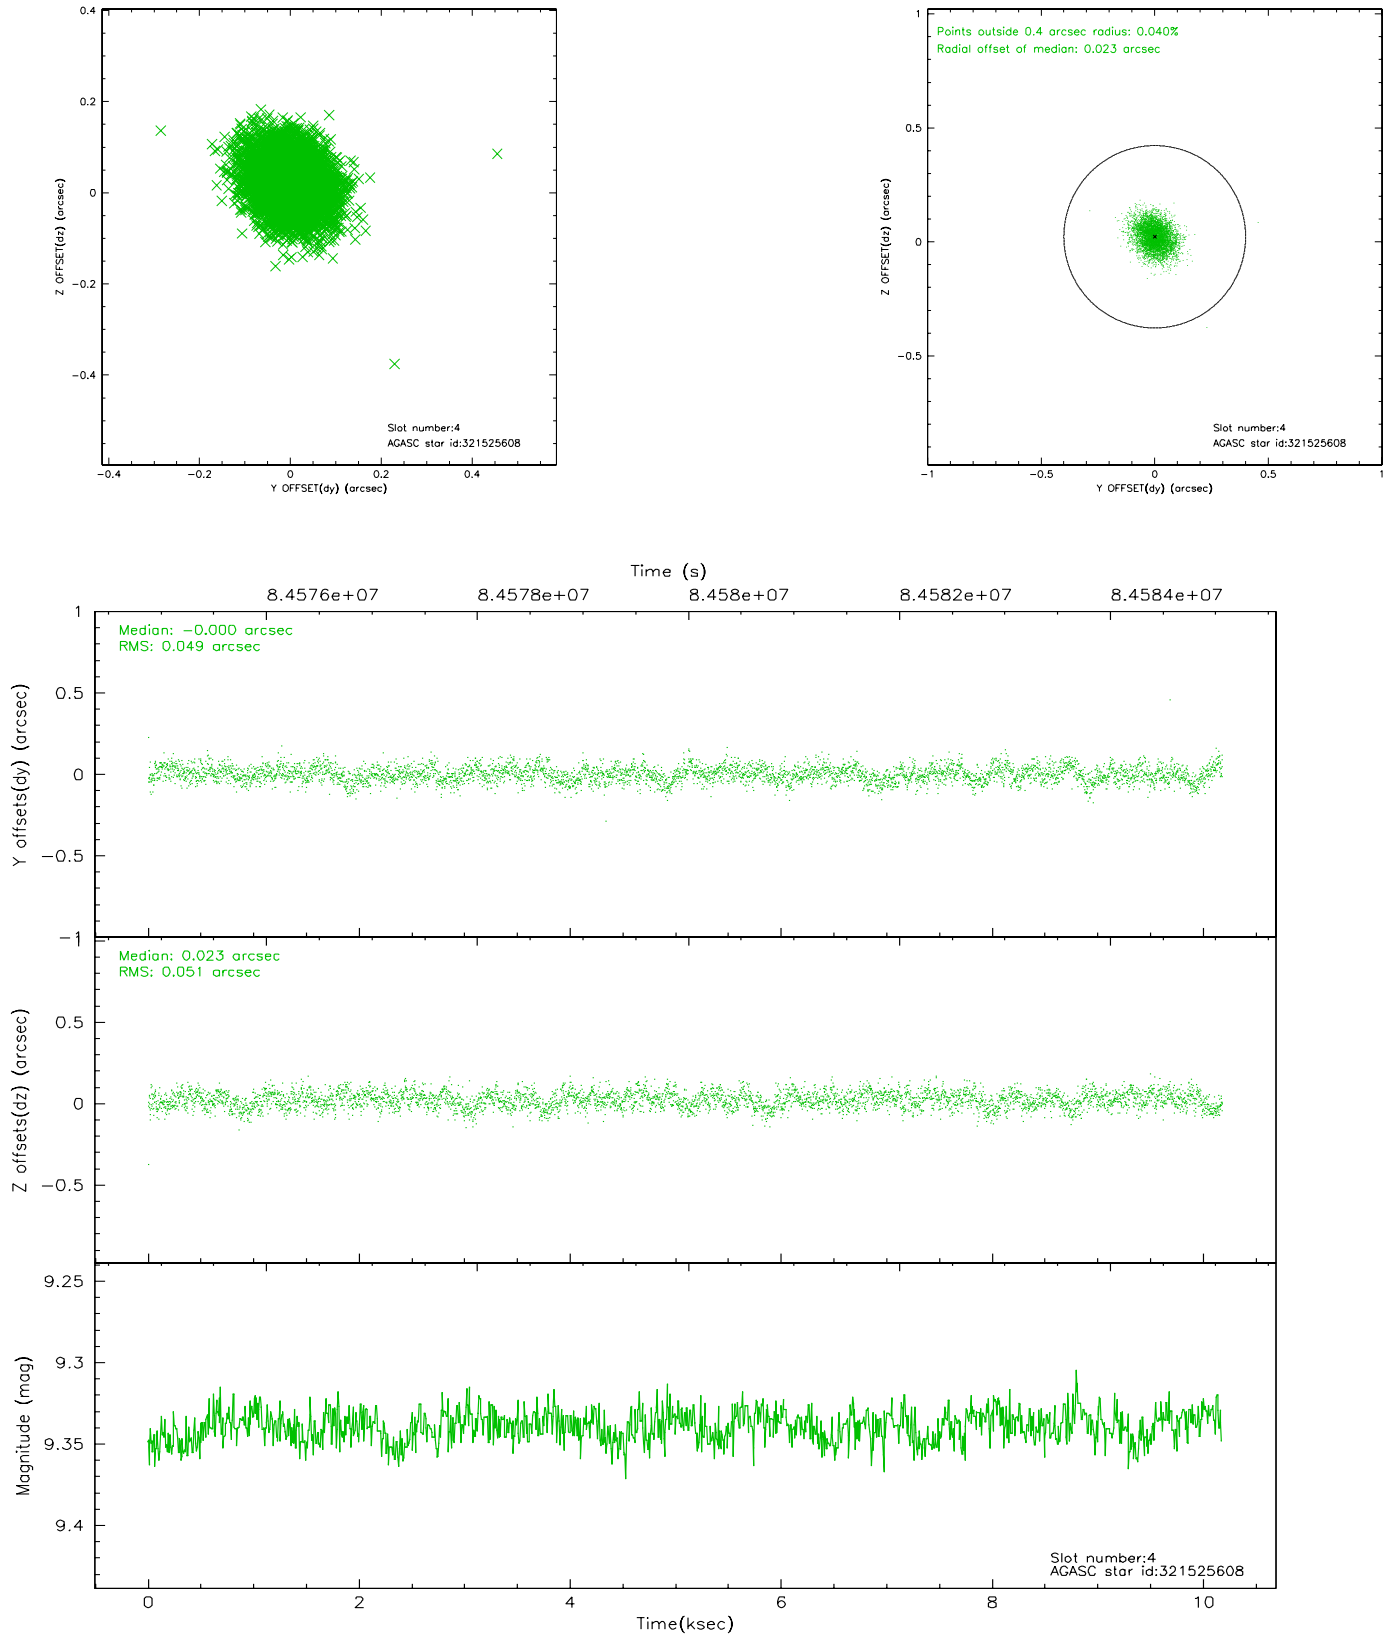 0.4
0.2
0
−0.2
−0.4
Z OFFSET(dz) (arcsec)
−0.4 −0.2 0 0.2 0.4
Y OFFSET(dy) (arcsec)
Slot number:4
AGASC star id:321525608
Points outside 0.4 arcsec radius: 0.040%
Radial offset of median: 0.023 arcsec
1
0.5
0
−0.5
Z OFFSET(dz) (arcsec)
−1 −0.5 0 0.5 1
Y OFFSET(dy) (arcsec)
Slot number:4
AGASC star id:321525608
Time (s)
8.4576e+07 8.4578e+07 8.458e+07 8.4582e+07 8.4584e+07
Median: −0.000 arcsec
RMS: 0.049 arcsec
1
0.5
0
−0.5
−1
Y offsets(dy) (arcsec)
Median: 0.023 arcsec
RMS: 0.051 arcsec
0.5
0
−0.5
Z offsets(dz) (arcsec)
9.25
9.3
9.35
9.4
Magnitude (mag)
Slot number:4
AGASC star id:321525608
0 2 4 6 8 10
Time(ksec)